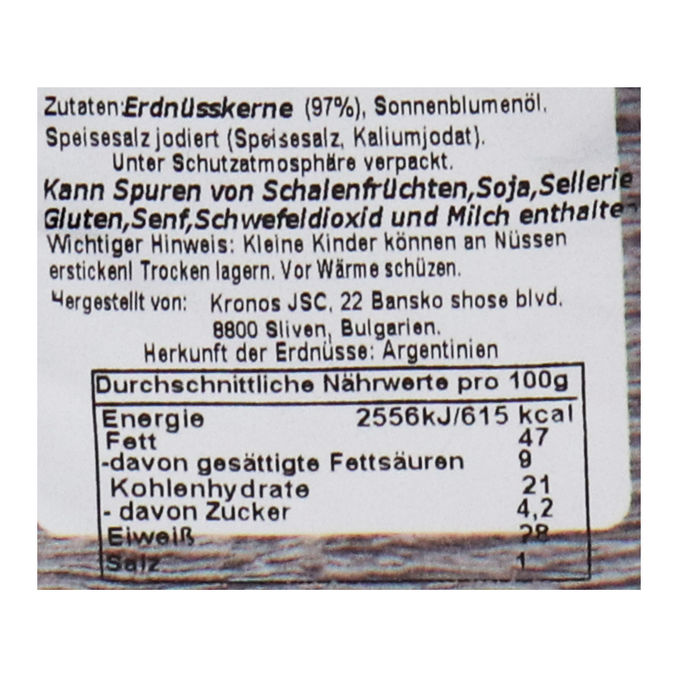 Zutaten:Erdnüsskerne (97%), Sonnenblumenöl,
Speisesalz jodiert (Speisesalz, Kaliumjodat).
Unter Schutzatmosphäre verpackt.
Kann Spuren von Schalenfrüchten,Soja,Sellerie
Gluten,Senf,Schwefeldioxid und Milch enthalte
Wichtiger Hinweis: Kleine Kinder können an Nüssen
ersticken! Trocken lagern. Vor Wärme schüzen.
Hergestellt von: Kronos JSC, 22 Bansko shose blvd.
8800 Sliven, Bulgarien.
Herkunft der Erdnüsse: Argentinien
Durchschnittliche Nährwerte pro 100g
Energie 2556kJ/615 kcal
Fett 47
-davon gesättigte Fettsäuren 9
Kohlenhydrate 21
- davon Zucker 4,2
Eiweiß 28
Salz 1